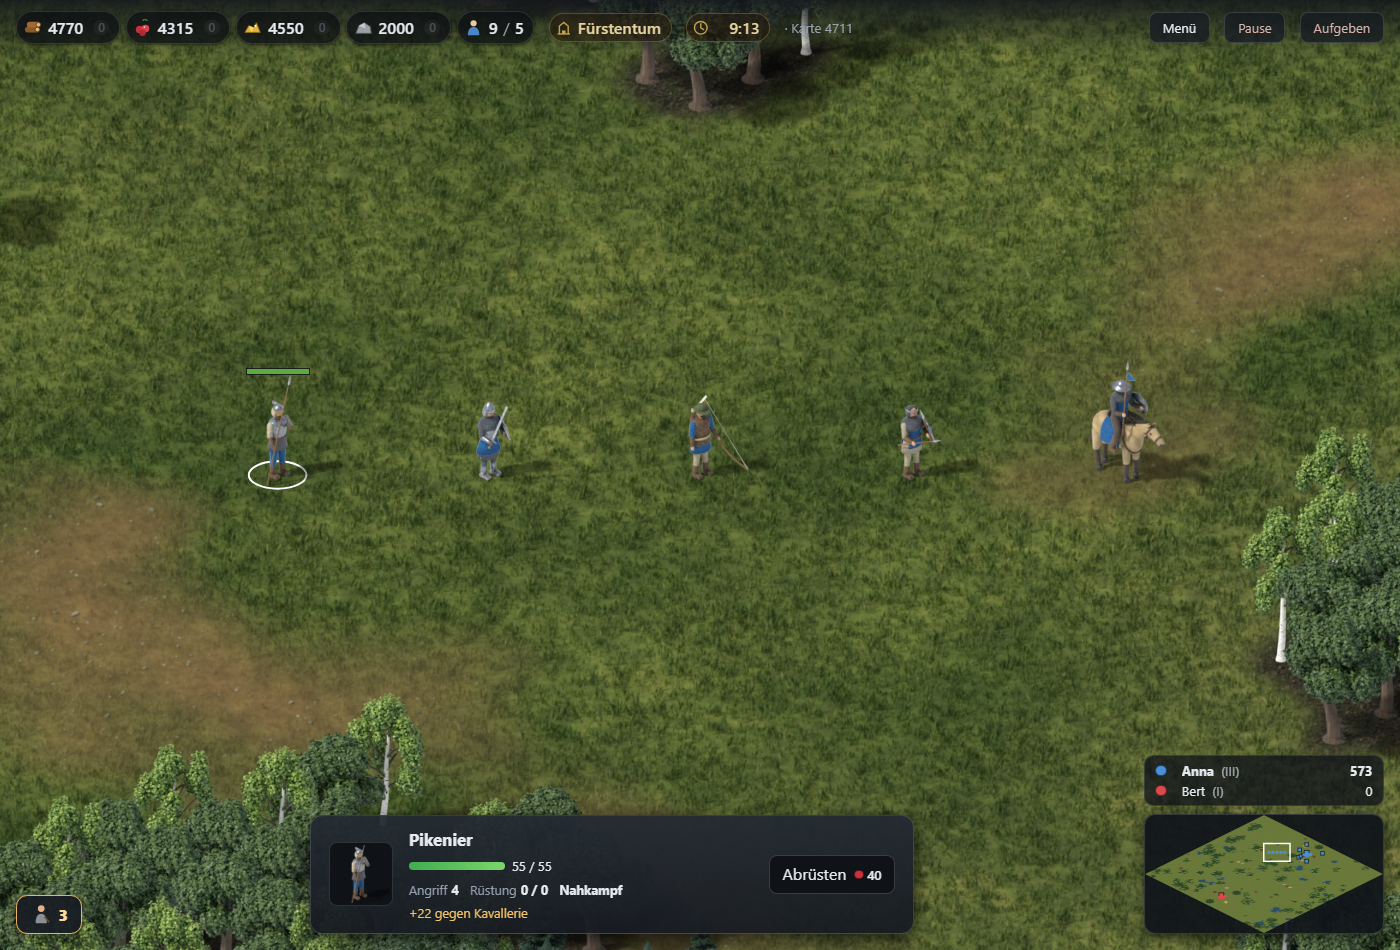 4770 0 4315 0 4550 0 2000 0 9 / 5 Fürstentum 9:13 · Karte 4711 Menü Pause Aufgeben
Anna (III) 573
Bert (I) 0
Pikenier
55 / 55
Angriff 4 Rüstung 0 / 0 Nahkampf
+22 gegen Kavallerie
Abrüsten 40
3